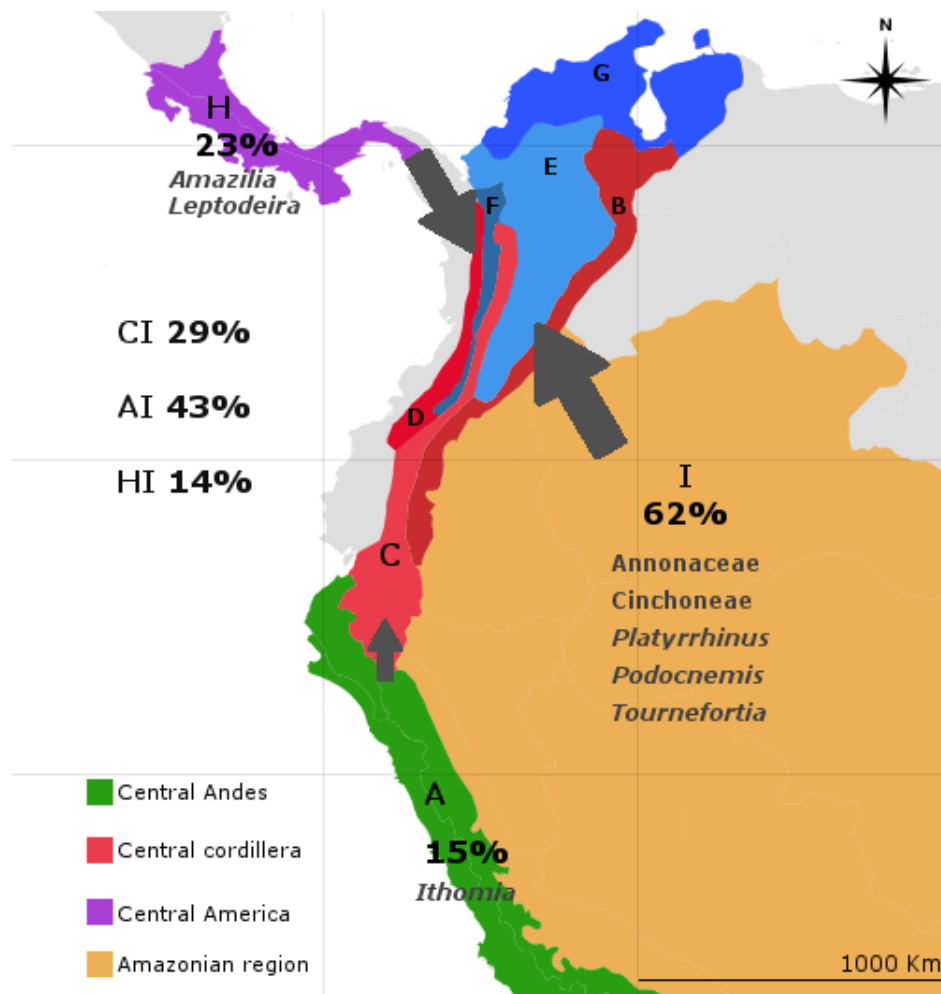 N
G
H
23%
Amazilia
Leptodeira
E
F
B
CI 29%
AI 43%
D
HI 14%
I
62%
Annonaceae
Cinchoneae
Platyrrhinus
Podocnemis
Tournefortia
C
A
15%
Ithomia
Central Andes
Central cordillera
Central America
Amazonian region
1000 Km